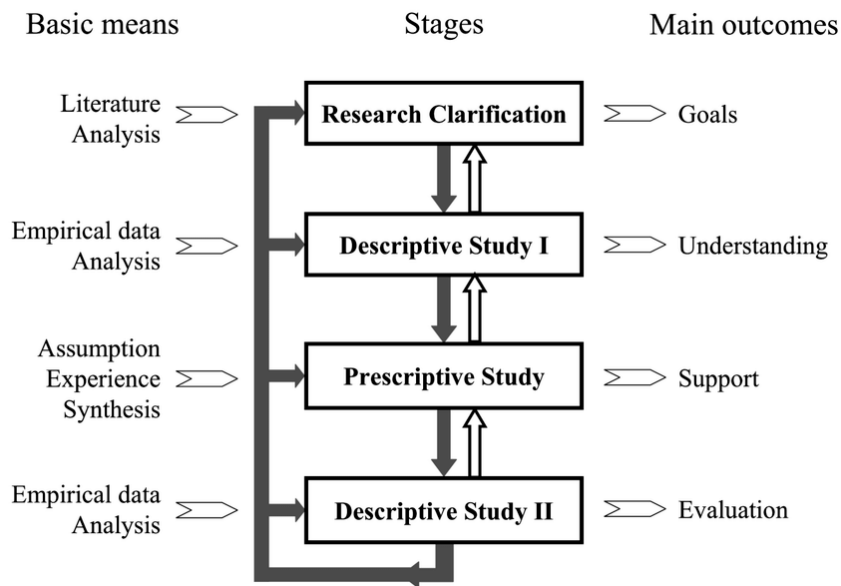 Basic means
Stages
Main outcomes
Literature
Analysis
Research Clarification
Goals
Empirical data
Analysis
Descriptive Study I
Understanding
Assumption
Experience
Synthesis
Prescriptive Study
Support
Empirical data
Analysis
Descriptive Study II
Evaluation